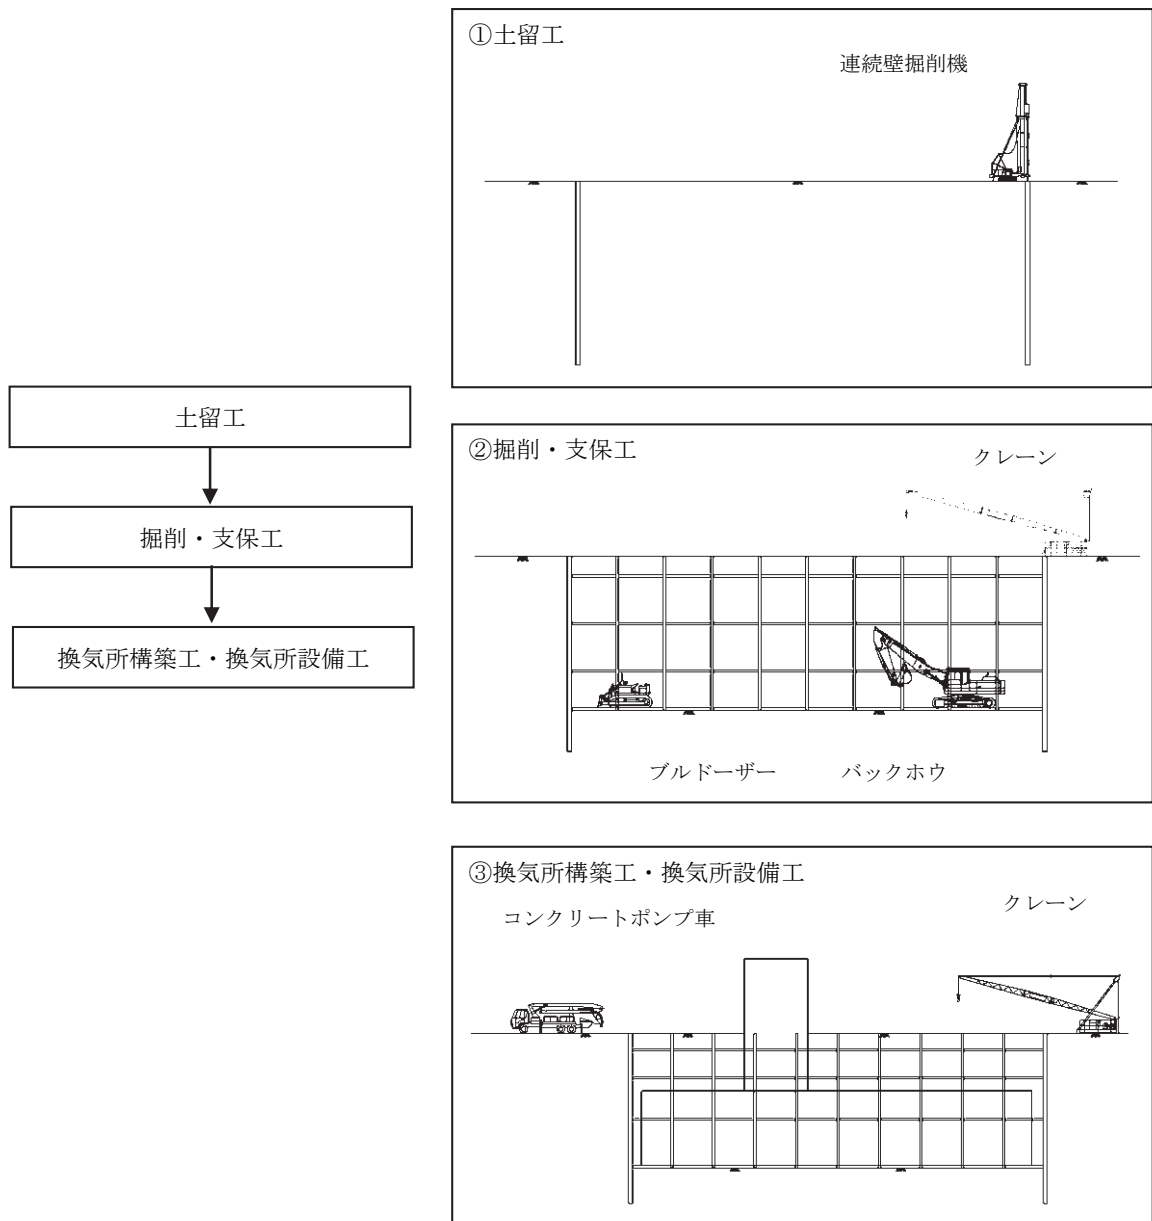 土留工
掘削・支保工
換気所構築工・換気所設備工
①土留工
連続壁掘削機
②掘削・支保工
クレーン
ブルドーザー
バックホウ
③換気所構築工・換気所設備工
コンクリートポンプ車
クレーン